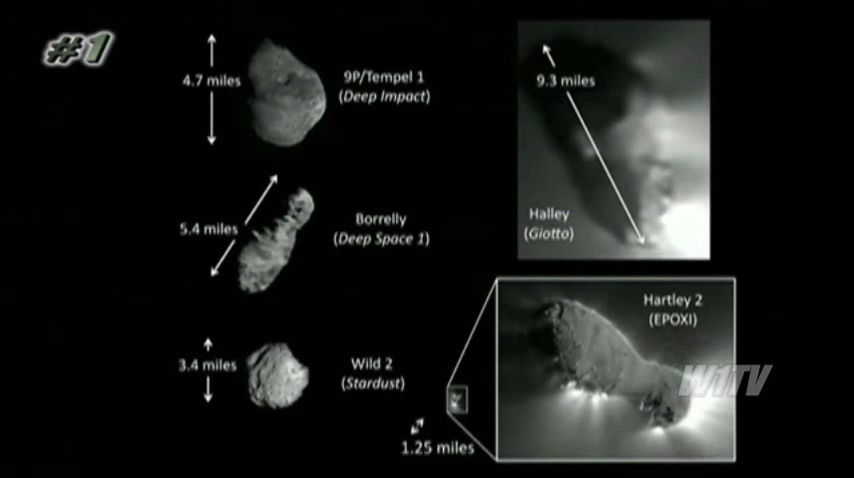 #1
4.7 miles
9P/Tempel 1
(Deep Impact)
9.3 miles
Halley
(Giotto)
5.4 miles
Borrelly
(Deep Space 1)
Hartley 2
(EPOXI)
3.4 miles
Wild 2
(Stardust)
1.25 miles
W1TV